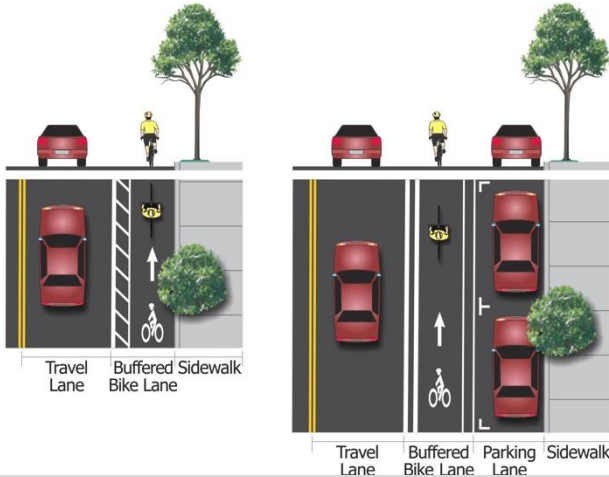 Travel Buffered Sidewalk
Lane Bike Lane
Travel Buffered Parking Sidewalk
Lane Bike Lane Lane